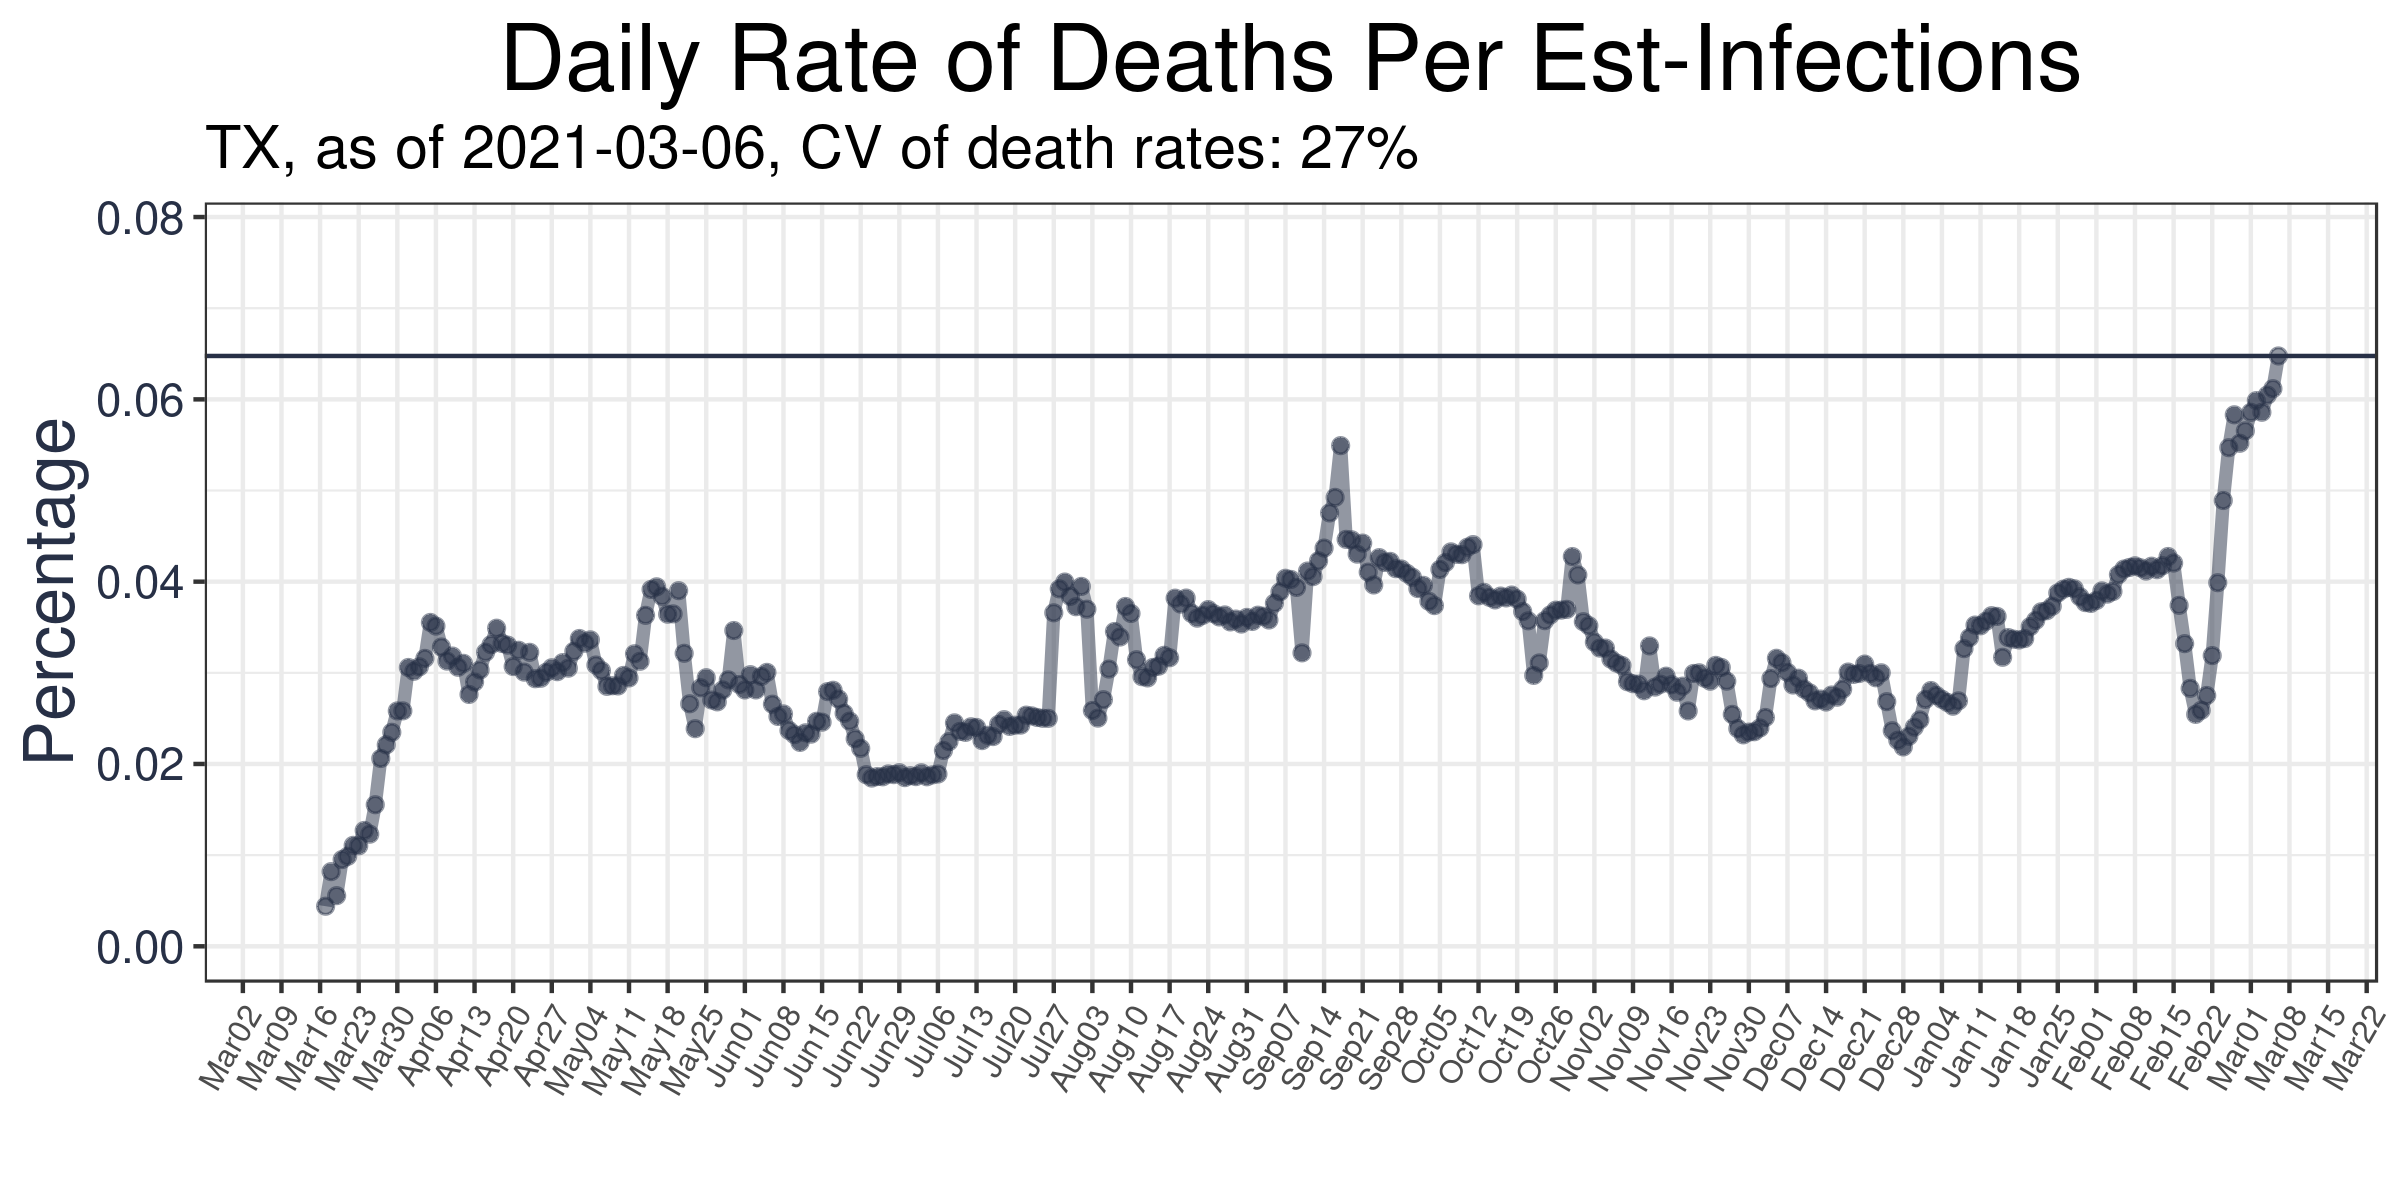 Daily Rate of Deaths Per Est-Infections
TX, as of 2021-03-06, CV of death rates: 27%
Percentage
0.08
0.06
0.04
0.02
0.00
Mar02
Mar09
Mar16
Mar23
Mar30
Apr06
Apr13
Apr20
Apr27
May04
May11
May18
May25
Jun01
Jun08
Jun15
Jun22
Jun29
Jul06
Jul13
Jul20
Jul27
Aug03
Aug10
Aug17
Aug24
Aug31
Sep07
Sep14
Sep21
Sep28
Oct05
Oct12
Oct19
Oct26
Nov02
Nov09
Nov16
Nov23
Nov30
Dec07
Dec14
Dec21
Dec28
Jan04
Jan11
Jan18
Jan25
Feb01
Feb08
Feb15
Feb22
Mar01
Mar08
Mar15
Mar22